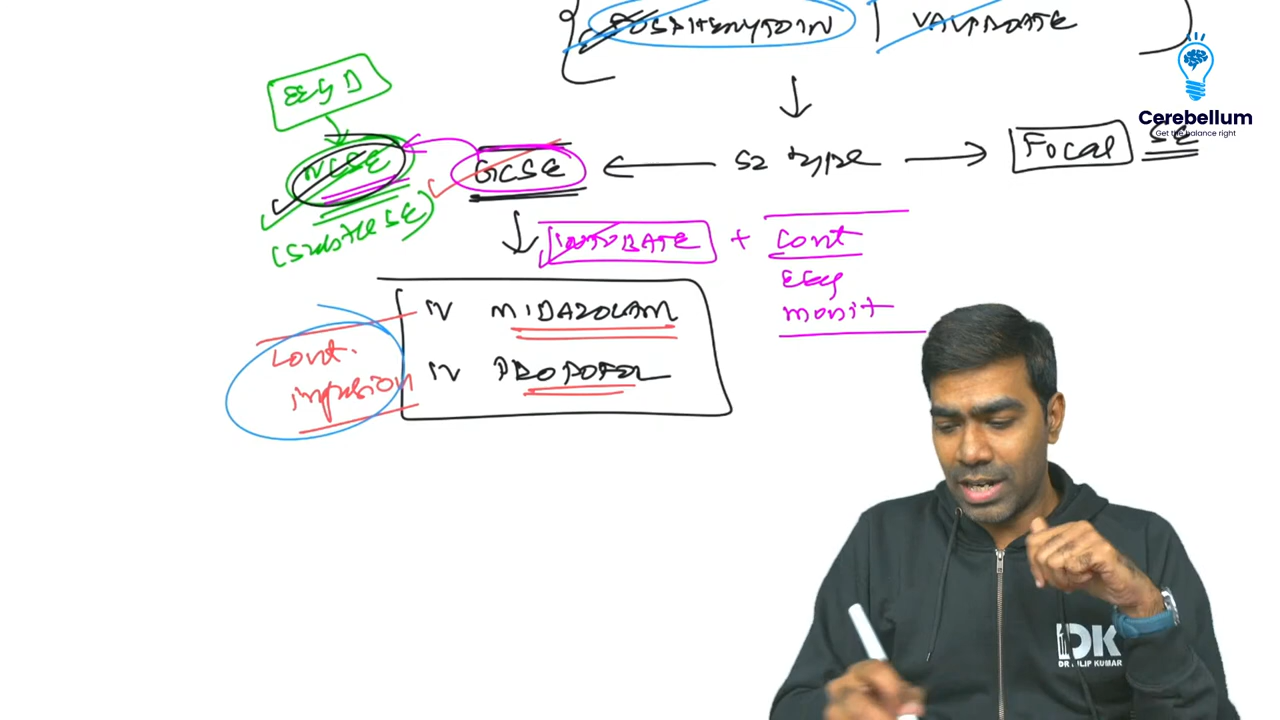 FOSPHENYTOIN | VALPROATE
EEG D
Cerebellum
Get the balance right
NCSE
GCSE ← SZ type → Focal SE
(Subtle SE)
INTUBATE + Cont
EEG
monit
IV MIDAZOLAM
Cont.
infusion
IV PROPOFOL
DK
DR DILIP KUMAR